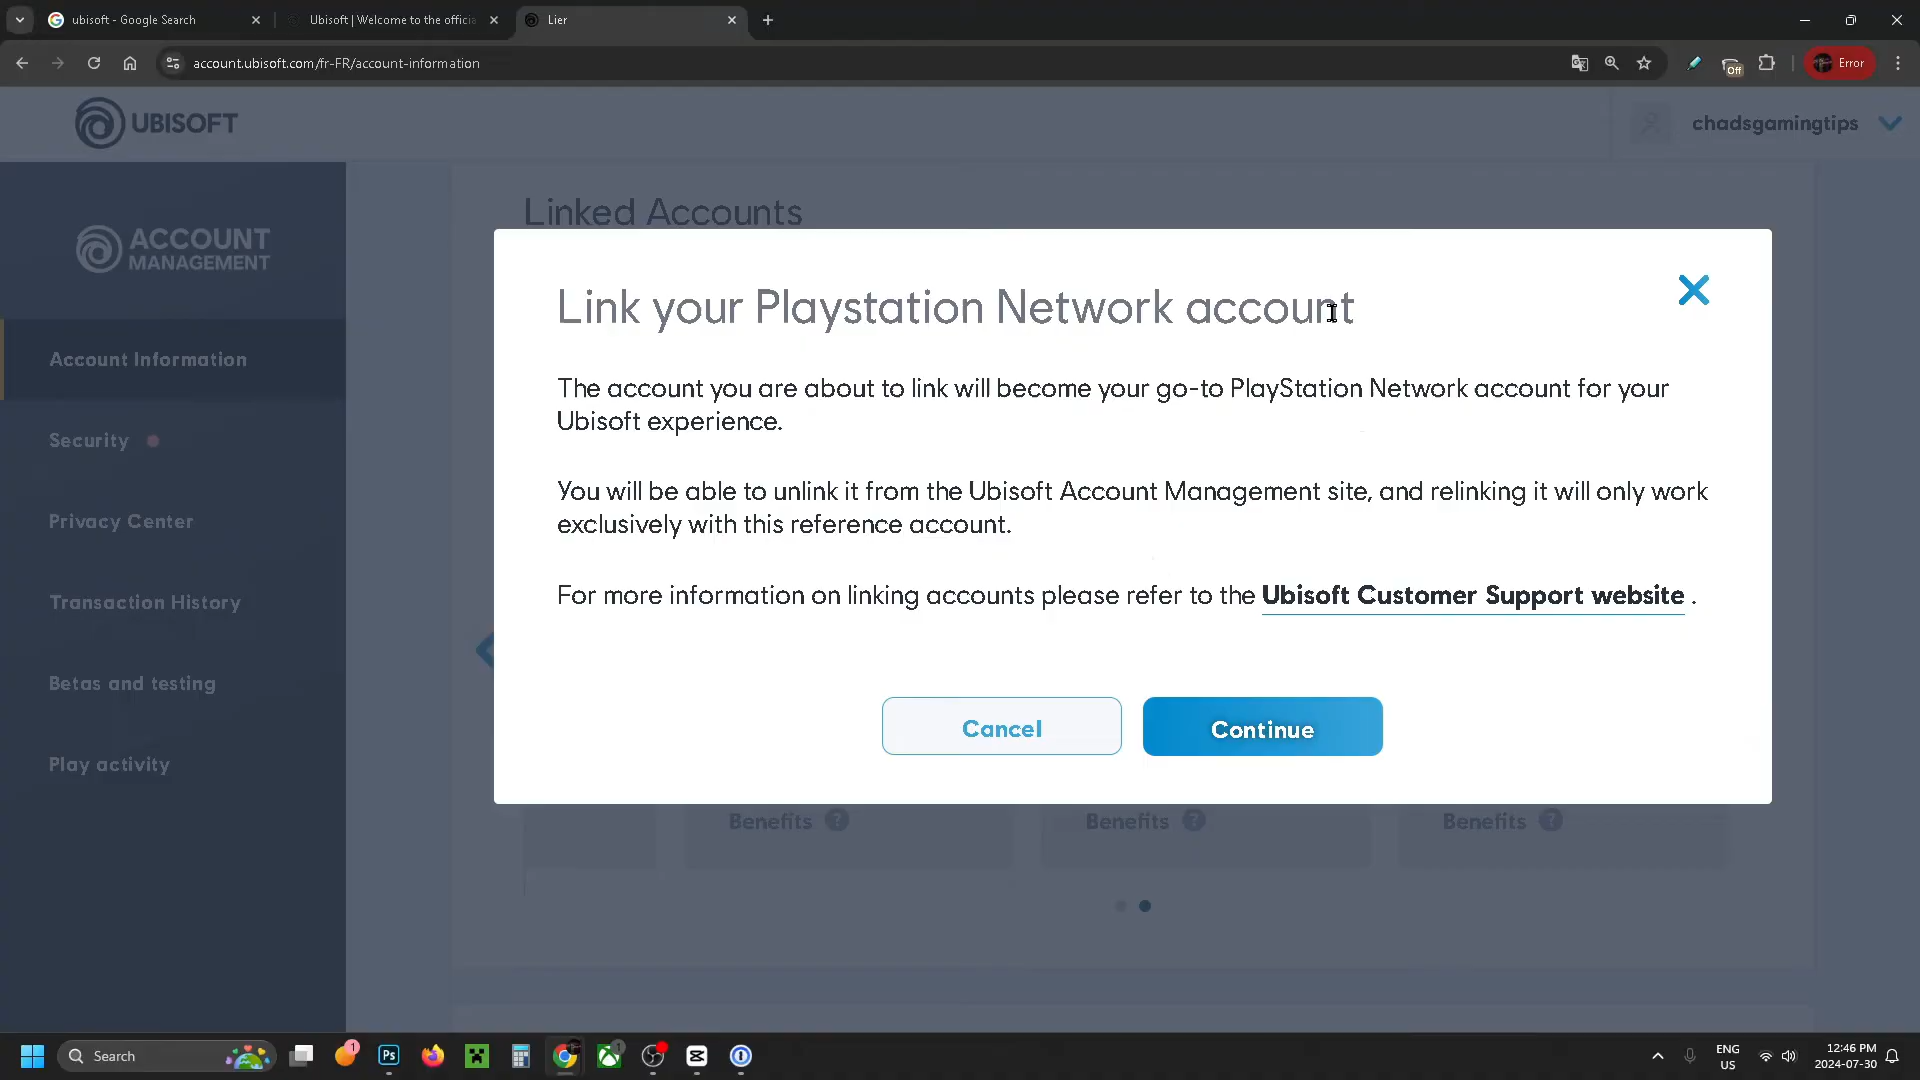 ubisoft - Google Search
Ubisoft | Welcome to the officia
Lier
account.ubisoft.com/fr-FR/account-information
Off
Error
UBISOFT
chadsgamingtips
ACCOUNT
MANAGEMENT
Account Information
Security
Privacy Center
Transaction History
Betas and testing
Play activity
Linked Accounts
Link your Playstation Network account
The account you are about to link will become your go-to PlayStation Network account for your
Ubisoft experience.
You will be able to unlink it from the Ubisoft Account Management site, and relinking it will only work
exclusively with this reference account.
For more information on linking accounts please refer to the Ubisoft Customer Support website .
Cancel
Continue
Benefits ?
Benefits ?
Benefits ?
Search
1
Ps
1
ENG
US
12:46 PM
2024-07-30